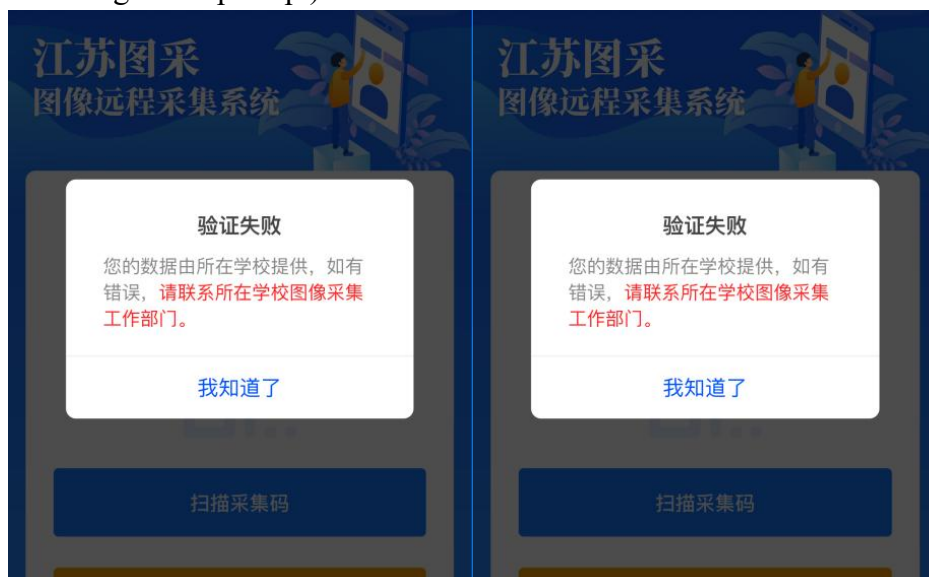 江苏图采
图像远程采集系统
验证失败
您的数据由所在学校提供，如有
错误，请联系所在学校图像采集
工作部门。
我知道了
扫描采集码
江苏图采
图像远程采集系统
验证失败
您的数据由所在学校提供，如有
错误，请联系所在学校图像采集
工作部门。
我知道了
扫描采集码